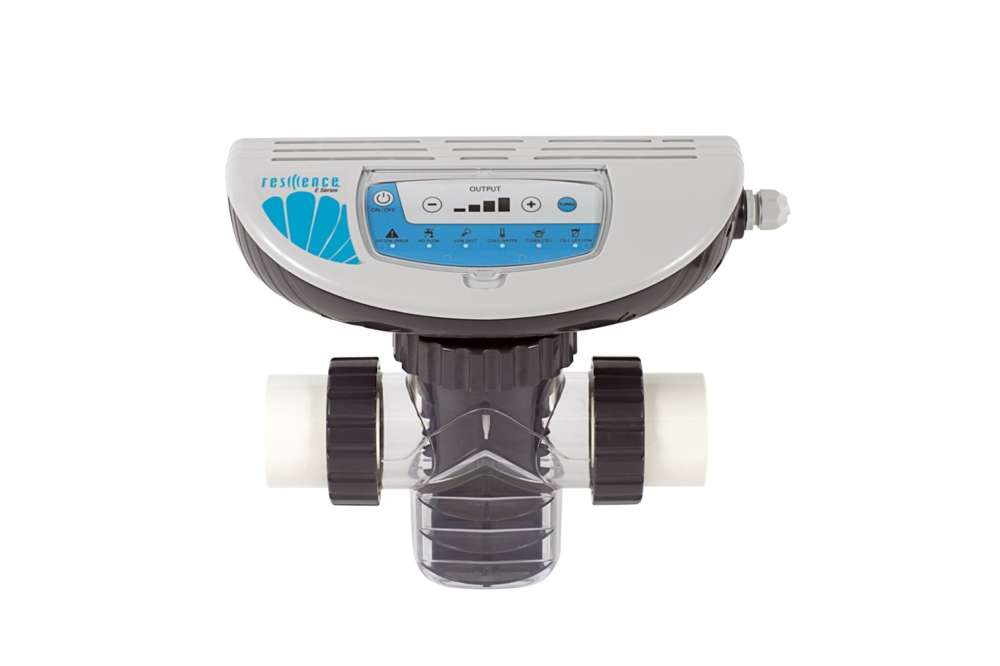 resilience
E Series
OUTPUT
ON/OFF
TURBO
SYSTEM ERROR
NO FLOW
LOW SALT
COLD WATER
CLEAN CELL
CELL LIFE LOW